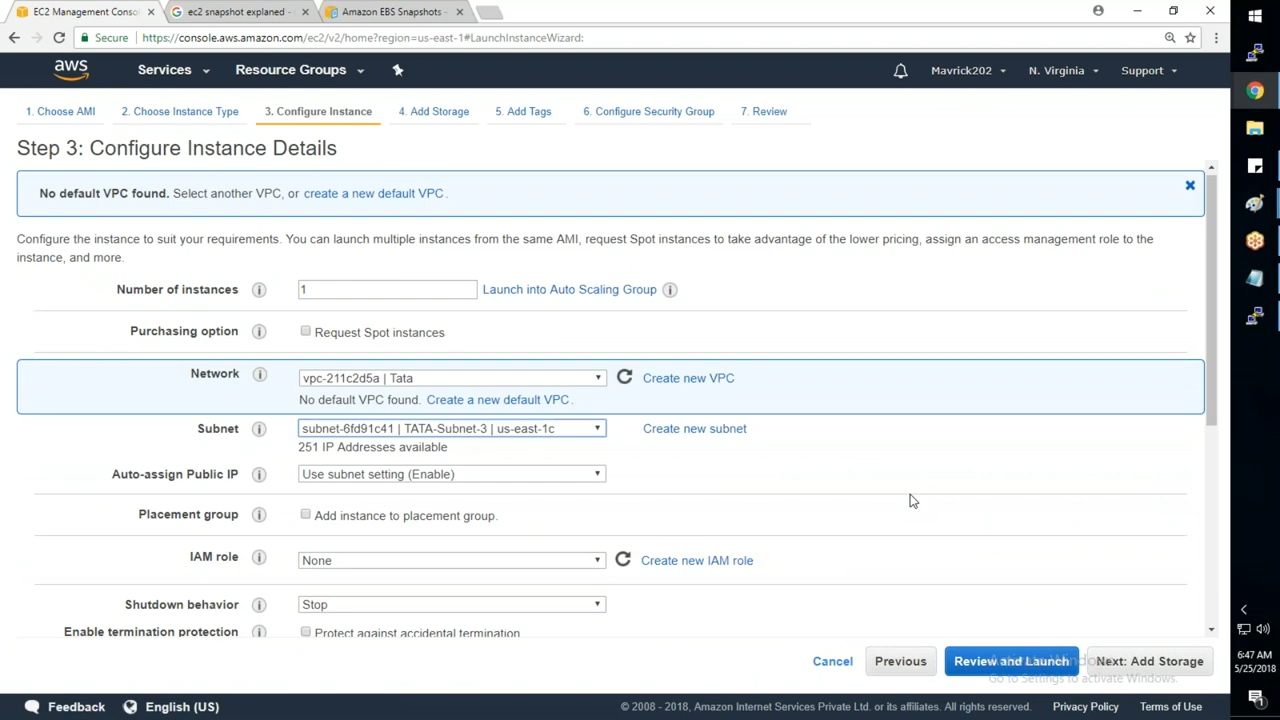 EC2 Management Conso
ec2 snapshot explaned -
Amazon EBS Snapshots -
Secure
https://console.aws.amazon.com/ec2/v2/home?region=us-east-1#LaunchInstanceWizard:
aws
Services
Resource Groups
Mavrick202
N. Virginia
Support
1. Choose AMI
2. Choose Instance Type
3. Configure Instance
4. Add Storage
5. Add Tags
6. Configure Security Group
7. Review
Step 3: Configure Instance Details
No default VPC found. Select another VPC, or create a new default VPC.
Configure the instance to suit your requirements. You can launch multiple instances from the same AMI, request Spot instances to take advantage of the lower pricing, assign an access management role to the
instance, and more.
Number of instances
1
Launch into Auto Scaling Group
Purchasing option
Request Spot instances
Network
vpc-211c2d5a | Tata
Create new VPC
No default VPC found. Create a new default VPC.
Subnet
subnet-6fd91c41 | TATA-Subnet-3 | us-east-1c
Create new subnet
251 IP Addresses available
Auto-assign Public IP
Use subnet setting (Enable)
Placement group
Add instance to placement group.
IAM role
None
Create new IAM role
Shutdown behavior
Stop
Enable termination protection
Protect against accidental termination
Cancel
Previous
Review and Launch
Next: Add Storage
Activate Windows
Go to Settings to activate Windows.
6:47 AM
5/25/2018
Feedback
English (US)
© 2008 - 2018, Amazon Internet Services Private Ltd. or its affiliates. All rights reserved.
Privacy Policy
Terms of Use
1